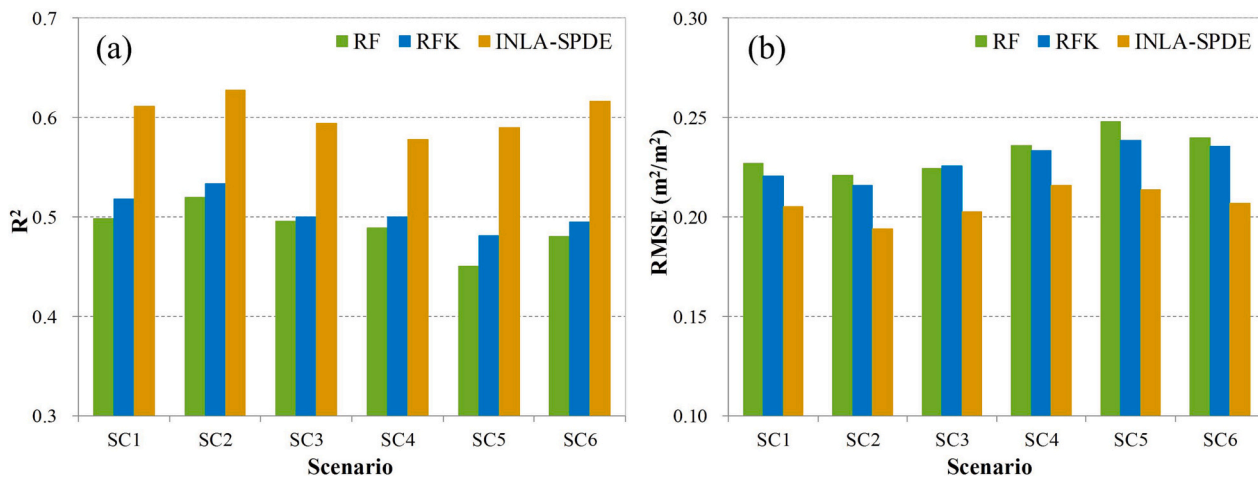 (a)
RF RFK INLA-SPDE
R²
0.7
0.6
0.5
0.4
0.3
SC1 SC2 SC3 SC4 SC5 SC6
Scenario
(b)
RF RFK INLA-SPDE
RMSE (m²/m²)
0.30
0.25
0.20
0.15
0.10
SC1 SC2 SC3 SC4 SC5 SC6
Scenario